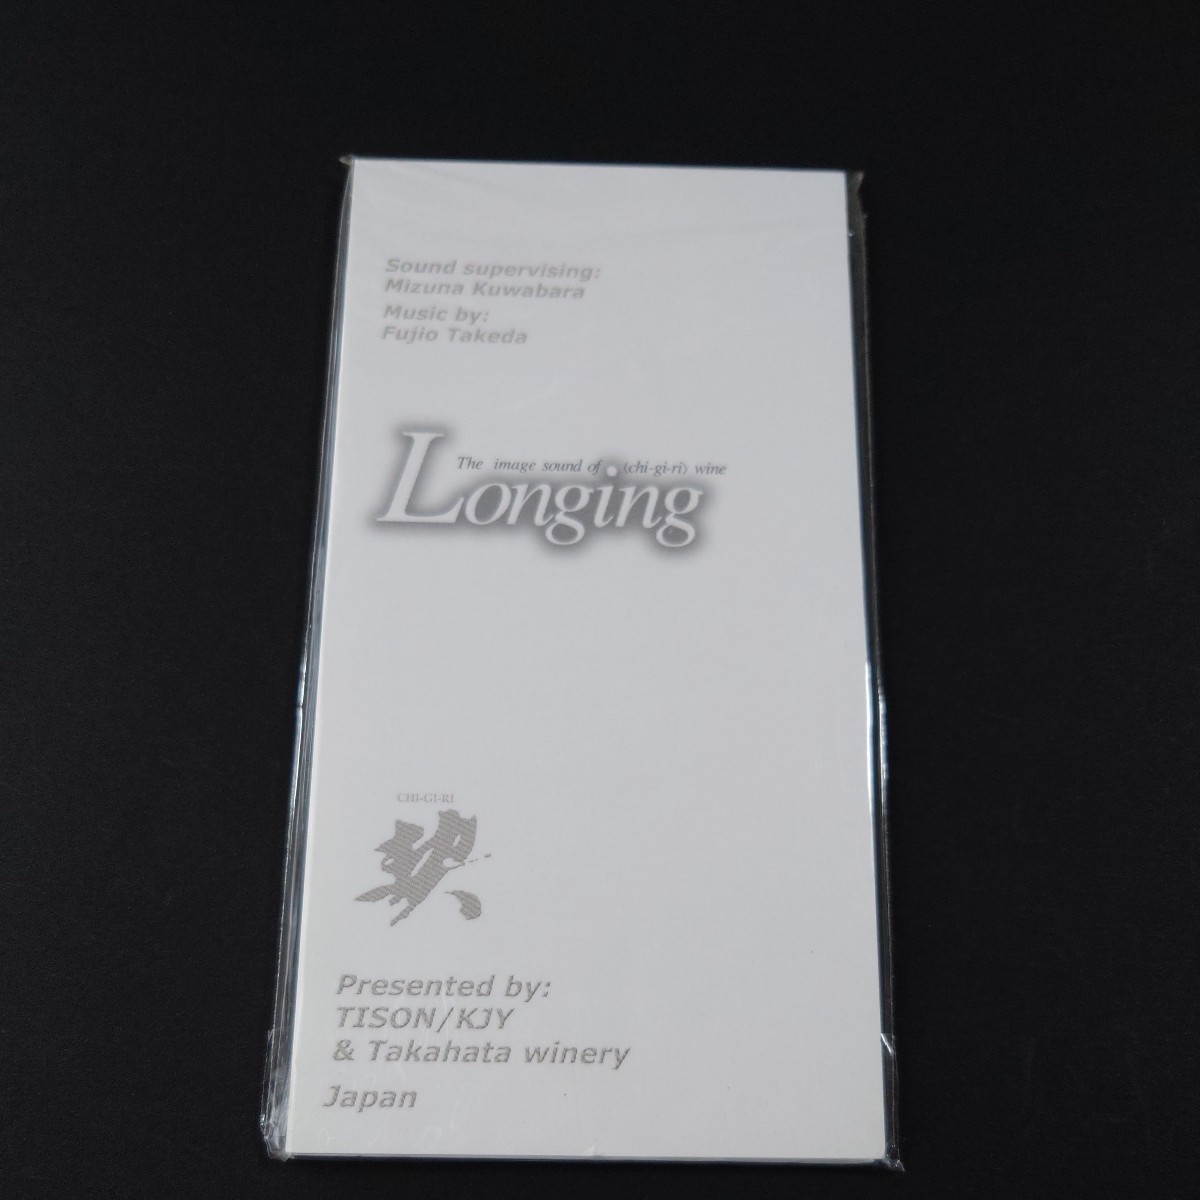 Sound supervising:
Mizuna Kuwabara
Music by:
Fujio Takeda
The image sound of 〈chi-gi-ri〉 wine
Longing
CHI-GI-RI
契
Presented by:
TISON/KJY
& Takahata winery
Japan